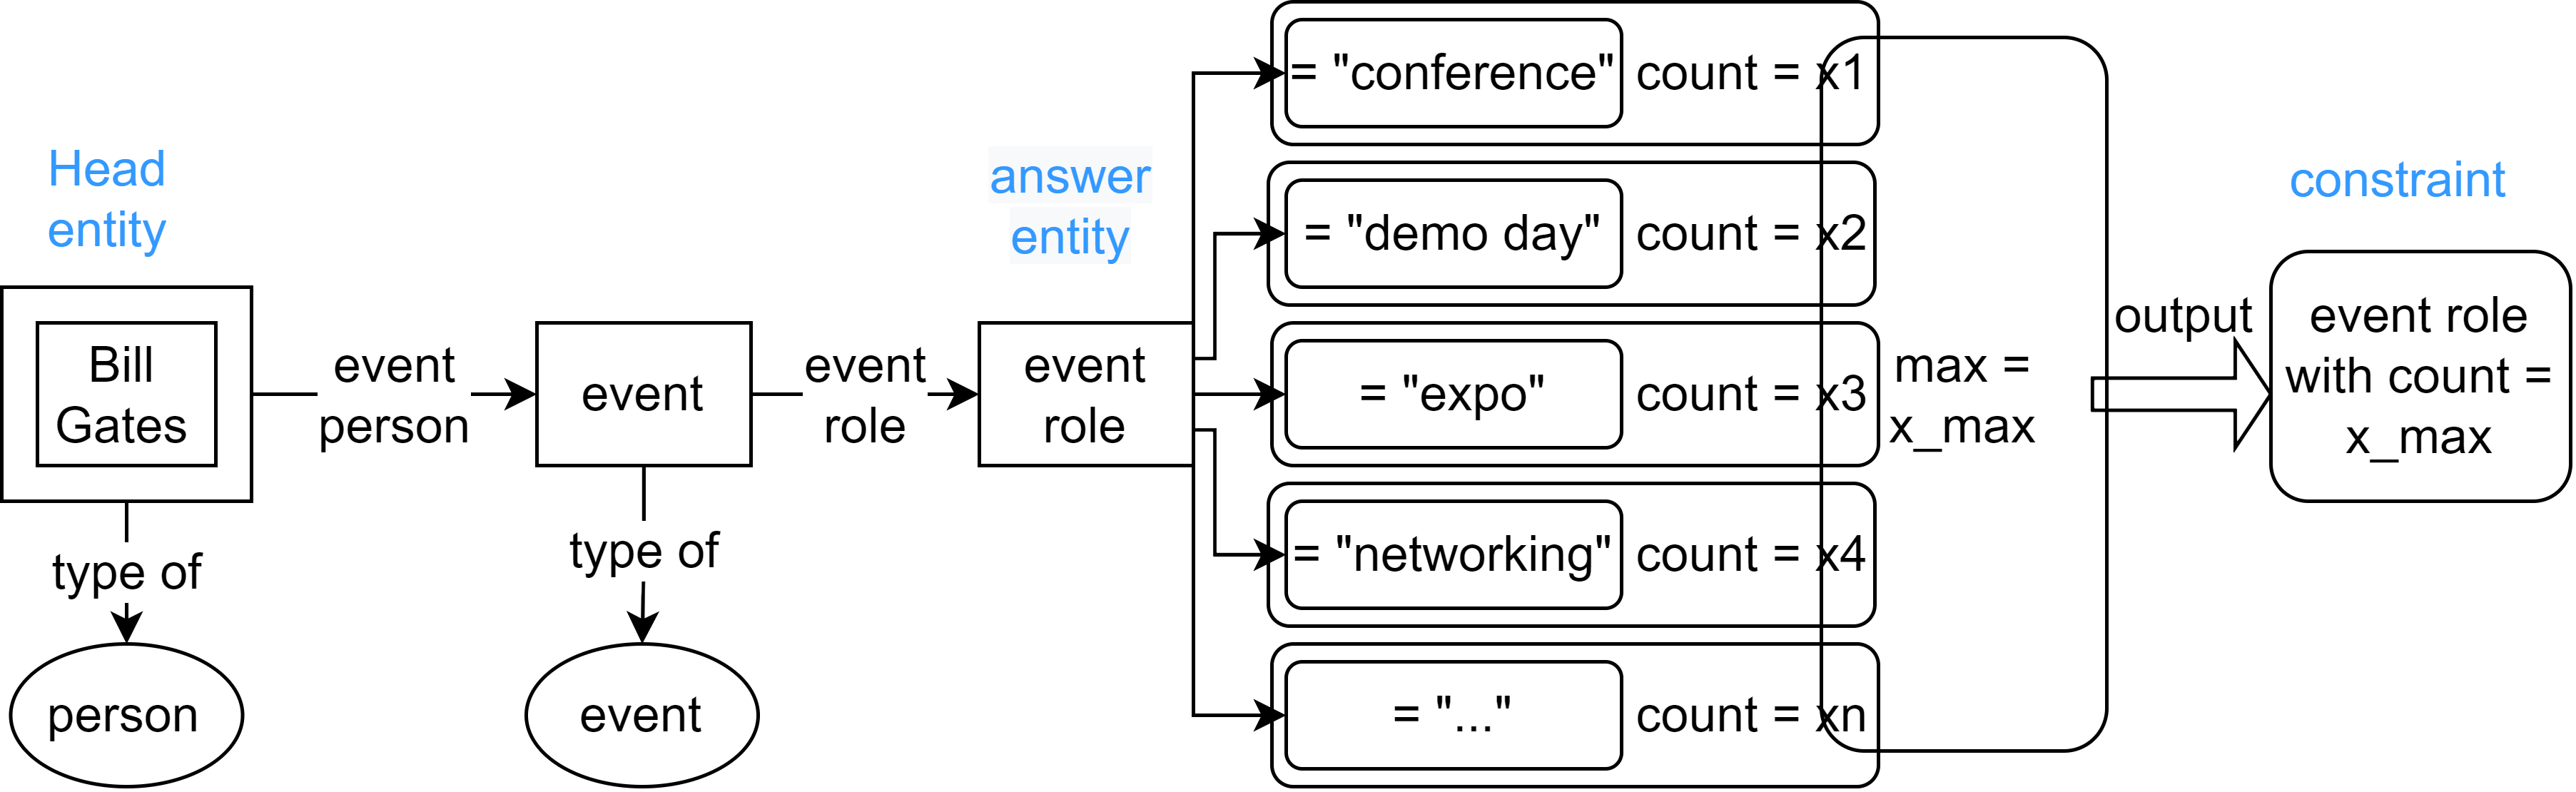 Head
entity
Bill
Gates
type of
person
event
person
event
type of
event
event
role
answer
entity
event
role
= "conference"
count = x1
= "demo day"
count = x2
= "expo"
count = x3
= "networking"
count = x4
= "..."
count = xn
max =
x_max
output
constraint
event role
with count =
x_max